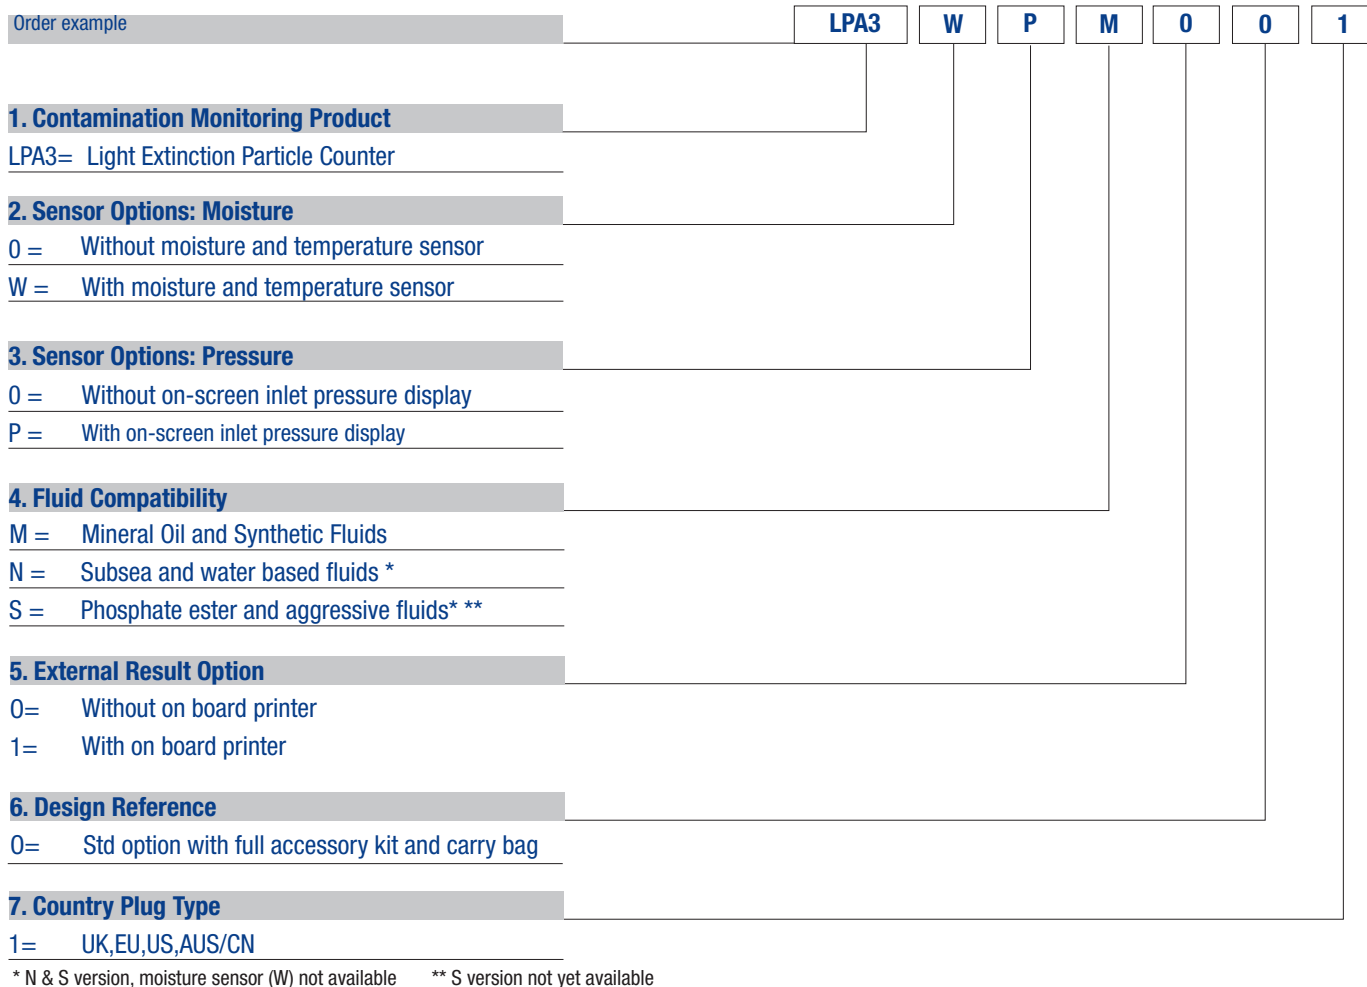 Order example LPA3 W P M 0 0 1
1. Contamination Monitoring Product
LPA3= Light Extinction Particle Counter
2. Sensor Options: Moisture
0 = Without moisture and temperature sensor
W = With moisture and temperature sensor
3. Sensor Options: Pressure
0 = Without on-screen inlet pressure display
P = With on-screen inlet pressure display
4. Fluid Compatibility
M = Mineral Oil and Synthetic Fluids
N = Subsea and water based fluids *
S = Phosphate ester and aggressive fluids* **
5. External Result Option
0= Without on board printer
1= With on board printer
6. Design Reference
0= Std option with full accessory kit and carry bag
7. Country Plug Type
1= UK,EU,US,AUS/CN
* N & S version, moisture sensor (W) not available ** S version not yet available